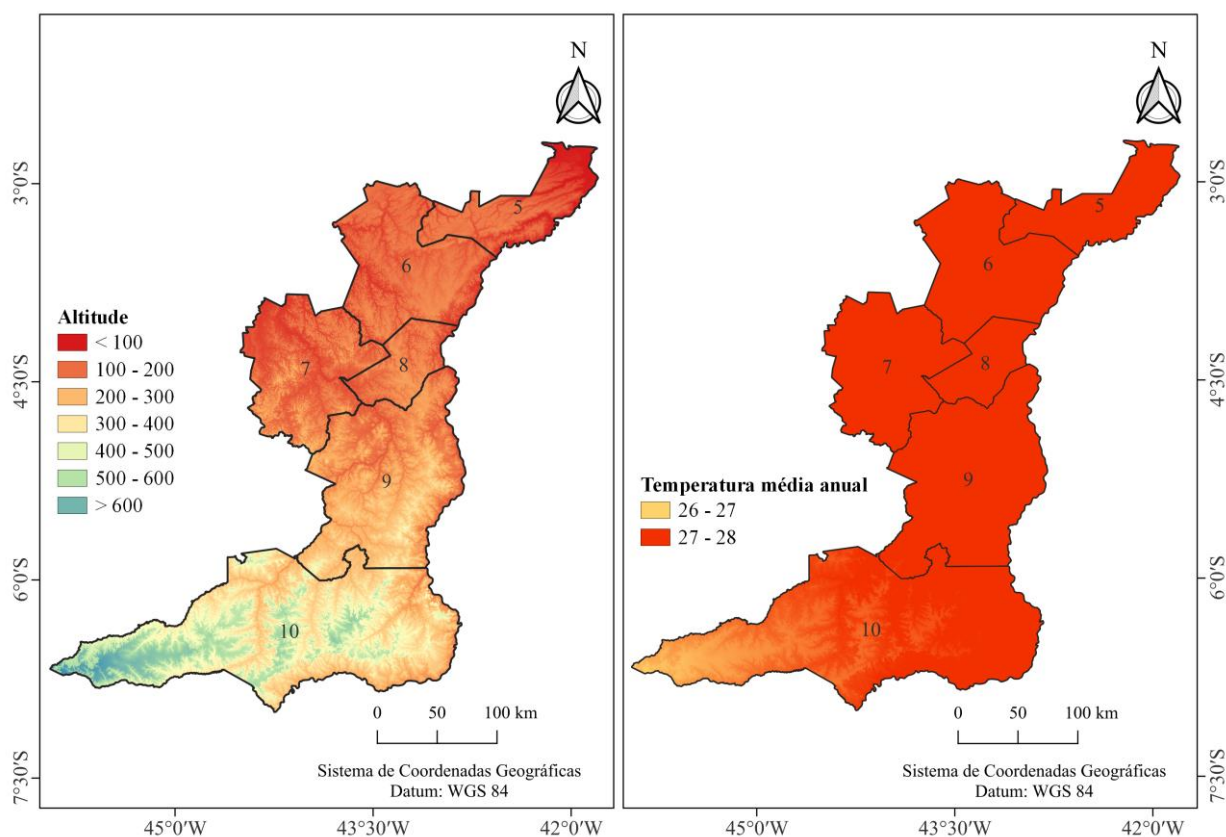 N
3°0'S
4°30'S
6°0'S
7°30'S
5
6
7
8
9
10
Altitude
< 100
100 - 200
200 - 300
300 - 400
400 - 500
500 - 600
> 600
0 50 100 km
Sistema de Coordenadas Geográficas
Datum: WGS 84
45°0'W 43°30'W 42°0'W
N
5
6
7
8
9
10
Temperatura média anual
26 - 27
27 - 28
0 50 100 km
Sistema de Coordenadas Geográficas
Datum: WGS 84
3°0'S
4°30'S
6°0'S
7°30'S
45°0'W 43°30'W 42°0'W